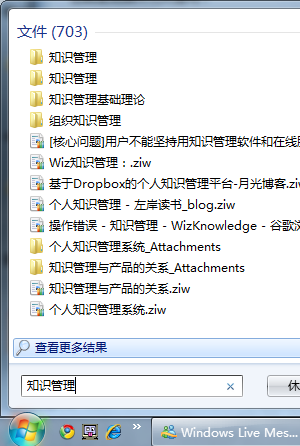 文件 (703)
知识管理
知识管理
知识管理基础理论
组织知识管理
[核心问题]用户不能坚持用知识管理软件和在线
Wiz知识管理：.ziw
基于Dropbox的个人知识管理平台-月光博客.ziw
个人知识管理 - 左岸读书_blog.ziw
操作错误 - 知识管理 - WizKnowledge - 谷歌浏
个人知识管理系统_Attachments
知识管理与产品的关系_Attachments
知识管理与产品的关系.ziw
个人知识管理系统.ziw
查看更多结果
知识管理
休
Windows Live Mes...